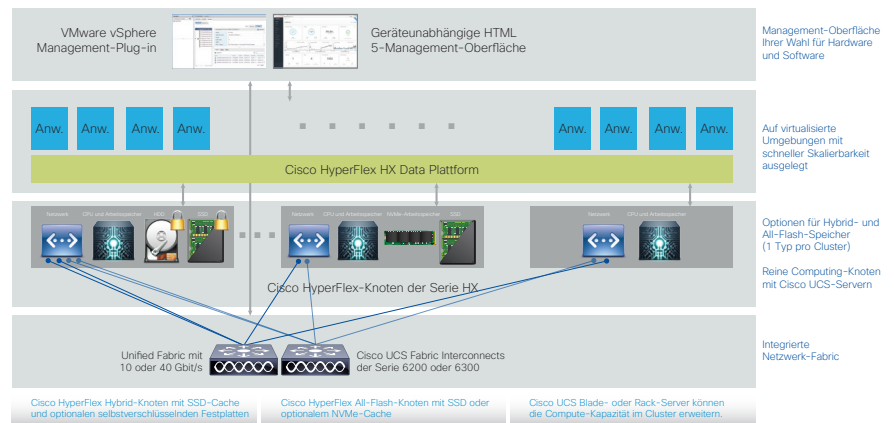 VMware vSphere
Management-Plug-in
Geräteunabhängige HTML
5-Management-Oberfläche
Management-Oberfläche
Ihrer Wahl für Hardware
und Software
Anw. Anw. Anw. Anw. Anw. Anw. Anw. Anw.
Cisco HyperFlex HX Data Plattform
Auf virtualisierte
Umgebungen mit
schneller Skalierbarkeit
ausgelegt
Netzwerk CPU und Arbeitsspeicher HDD SSD
Netzwerk CPU und Arbeitsspeicher NVMe-Arbeitsspeicher SSD
Netzwerk CPU und Arbeitsspeicher
Cisco HyperFlex-Knoten der Serie HX
Optionen für Hybrid- und
All-Flash-Speicher
(1 Typ pro Cluster)
Reine Computing-Knoten
mit Cisco UCS-Servern
Unified Fabric mit
10 oder 40 Gbit/s
Cisco UCS Fabric Interconnects
der Serie 6200 oder 6300
Integrierte
Netzwerk-Fabric
Cisco HyperFlex Hybrid-Knoten mit SSD-Cache
und optionalen selbstverschlüsselnden Festplatten
Cisco HyperFlex All-Flash-Knoten mit SSD oder
optionalem NVMe-Cache
Cisco UCS Blade- oder Rack-Server können
die Compute-Kapazität im Cluster erweitern.